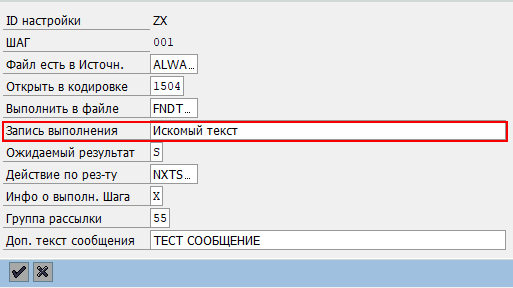 ID настройки ZX
ШАГ 001
Файл есть в Источн. ALWA...
Открыть в кодировке 1504
Выполнить в файле FNDT...
Запись выполнения Искомый текст
Ожидаемый результат S
Действие по рез-ту NXTS...
Инфо о выполн. Шага X
Группа рассылки 55
Доп. текст сообщения ТЕСТ СООБЩЕНИЕ